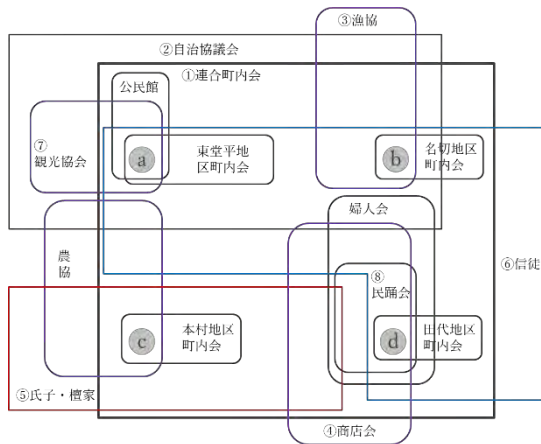 ③漁協
②自治協議会
①連合町内会
公民館
⑦
観光協会
a
東堂平地
区町内会
b
名切地区
町内会
婦人会
農
協
⑥信徒
⑧
民踊会
c
本村地区
町内会
d
田代地区
町内会
⑤氏子・檀家
④商店会